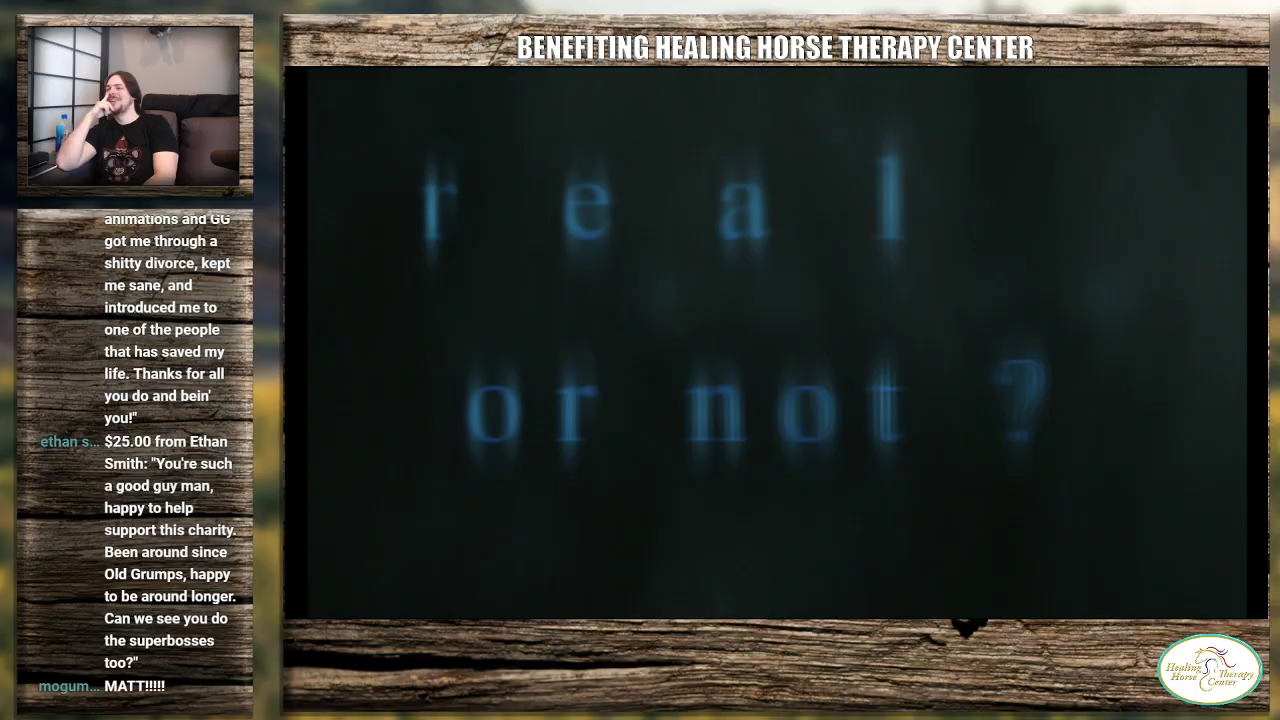 BENEFITING HEALING HORSE THERAPY CENTER
r e a l
or not ?
animations and GG
got me through a
shitty divorce, kept
me sane, and
introduced me to
one of the people
that has saved my
life. Thanks for all
you do and bein'
you!"
ethan s... $25.00 from Ethan
Smith: "You're such
a good guy man,
happy to help
support this charity.
Been around since
Old Grumps, happy
to be around longer.
Can we see you do
the superbosses
too?"
mogum... MATT!!!!!
Healing
Horse Therapy
Center